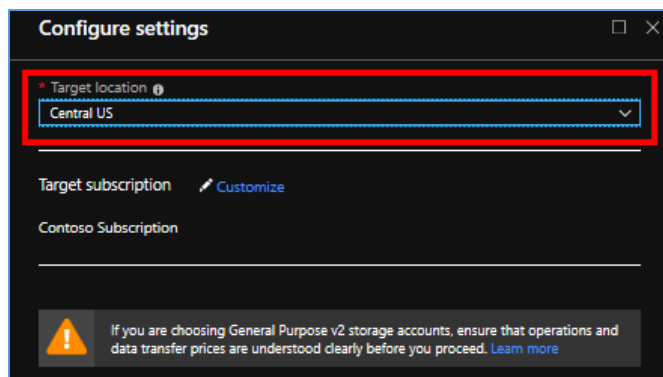 Configure settings
* Target location
Central US
Target subscription Customize
Contoso Subscription
If you are choosing General Purpose v2 storage accounts, ensure that operations and
data transfer prices are understood clearly before you proceed. Learn more